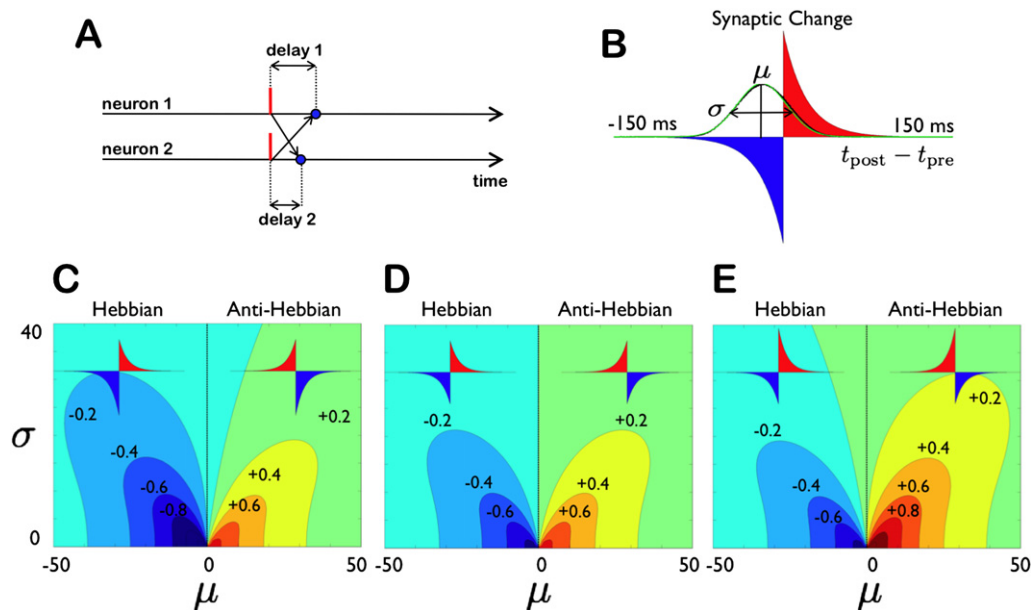 A
delay 1
neuron 1
neuron 2
time
delay 2
B
Synaptic Change
μ
σ
-150 ms
150 ms
t_post − t_pre
C
Hebbian
Anti-Hebbian
40
σ
0
-0.2
-0.4
-0.6
-0.8
+0.2
+0.4
+0.6
-50
0
50
μ
D
Hebbian
Anti-Hebbian
-0.2
-0.4
-0.6
+0.2
+0.4
+0.6
-50
0
50
μ
E
Hebbian
Anti-Hebbian
-0.2
-0.4
-0.6
+0.2
+0.4
+0.6
+0.8
-50
0
50
μ